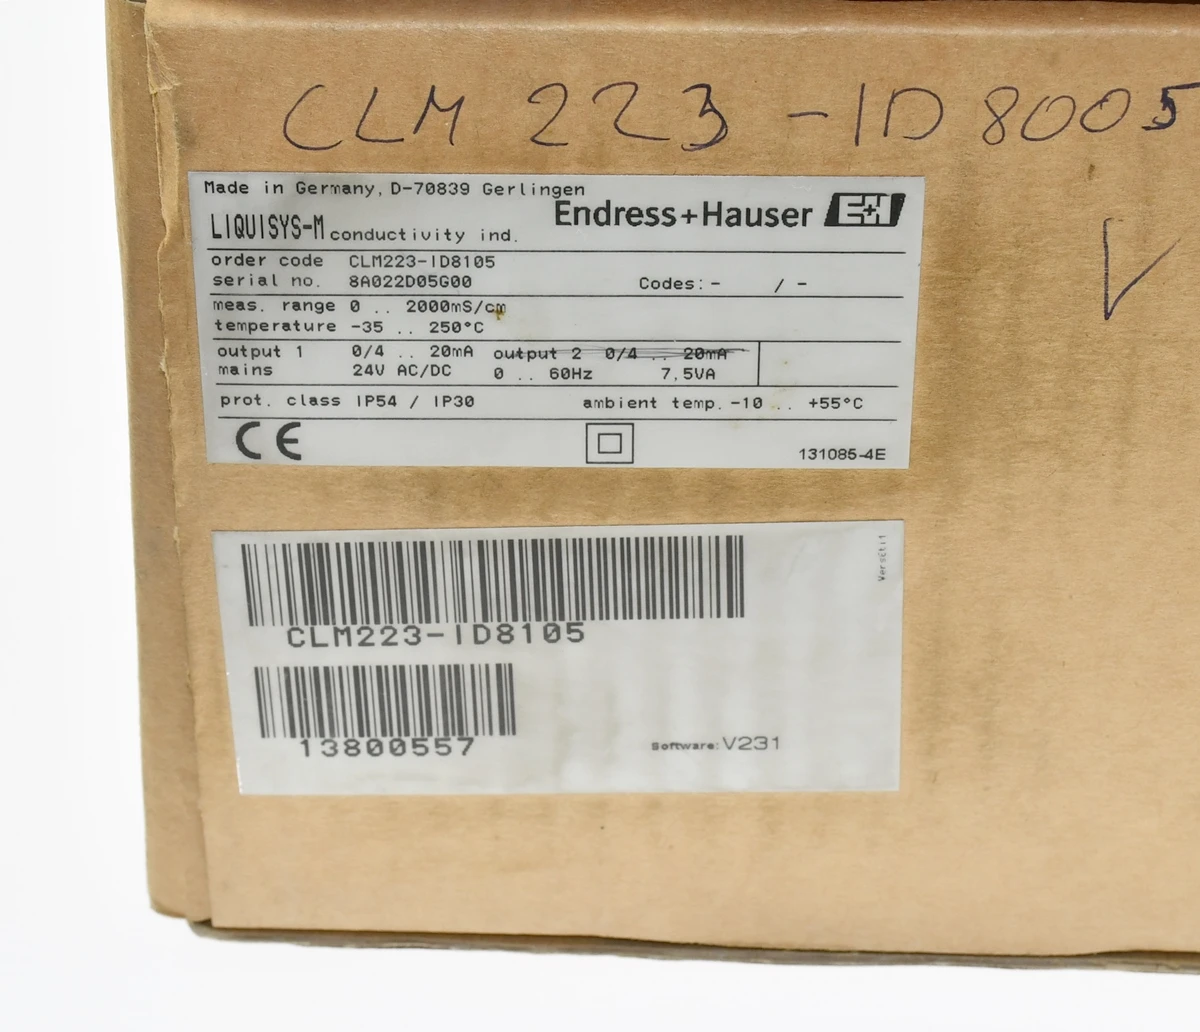 CLM 223 - ID 8005
Made in Germany, D-70839 Gerlingen
Endress+Hauser E+H
LIQUISYS-M conductivity ind.
order code CLM223-ID8105
serial no. 8A022D05G00 Codes: - / -
meas. range 0 .. 2000mS/cm
temperature -35 .. 250°C
output 1 0/4 .. 20mA output 2 0/4 .. 20mA
mains 24V AC/DC 0 .. 60Hz 7,5VA
prot. class IP54 / IP30 ambient temp. -10 .. +55°C
CE
131085-4E
CLM223-ID8105
13800557
Software: V231